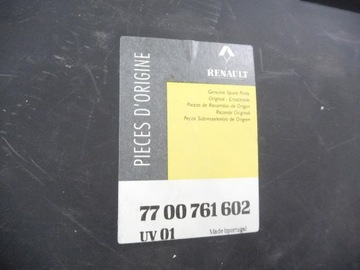 PIECES D'ORIGINE
RENAULT
Genuine Spare Parts
Original - Ersatzteile
Piezas de Recambio de Origen
Ricambi Originali
Peças Sobressalentes de Origem
77 00 761 602
UV 01
Made in portugal